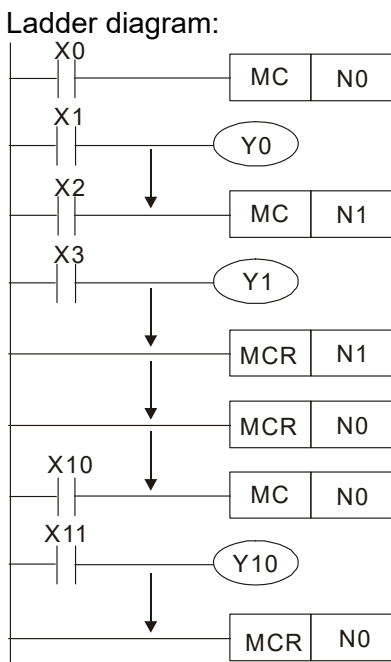 Ladder diagram:
X0
MC N0
X1
Y0
X2
MC N1
X3
Y1
MCR N1
MCR N0
X10
MC N0
X11
Y10
MCR N0